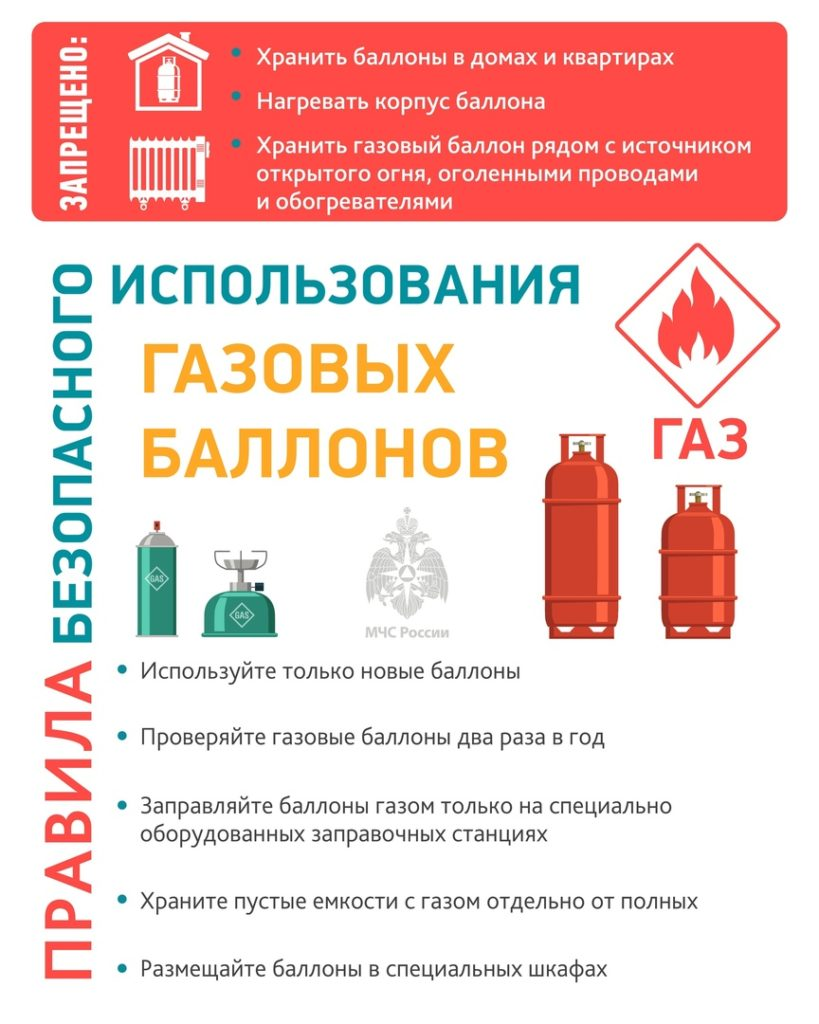 ЗАПРЕЩЕНО:
Хранить баллоны в домах и квартирах
Нагревать корпус баллона
Хранить газовый баллон рядом с источником
открытого огня, оголенными проводами
и обогревателями
ПРАВИЛА БЕЗОПАСНОГО
ИСПОЛЬЗОВАНИЯ
ГАЗОВЫХ
БАЛЛОНОВ
ГАЗ
GAS
GAS
МЧС России
Используйте только новые баллоны
Проверяйте газовые баллоны два раза в год
Заправляйте баллоны газом только на специально
оборудованных заправочных станциях
Храните пустые емкости с газом отдельно от полных
Размещайте баллоны в специальных шкафах